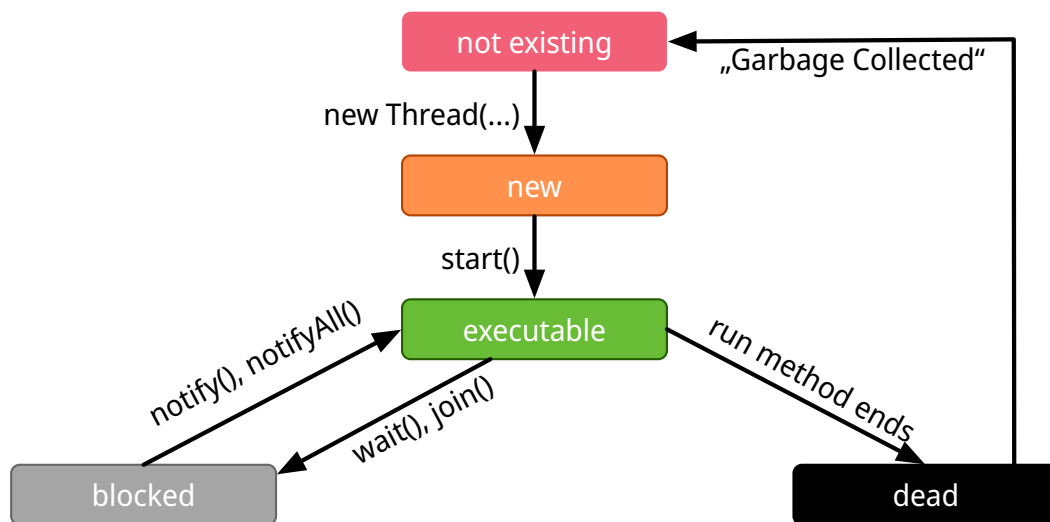 not existing
„Garbage Collected“
new Thread(...)
new
start()
executable
notify(), notifyAll()
wait(), join()
run method ends
blocked
dead